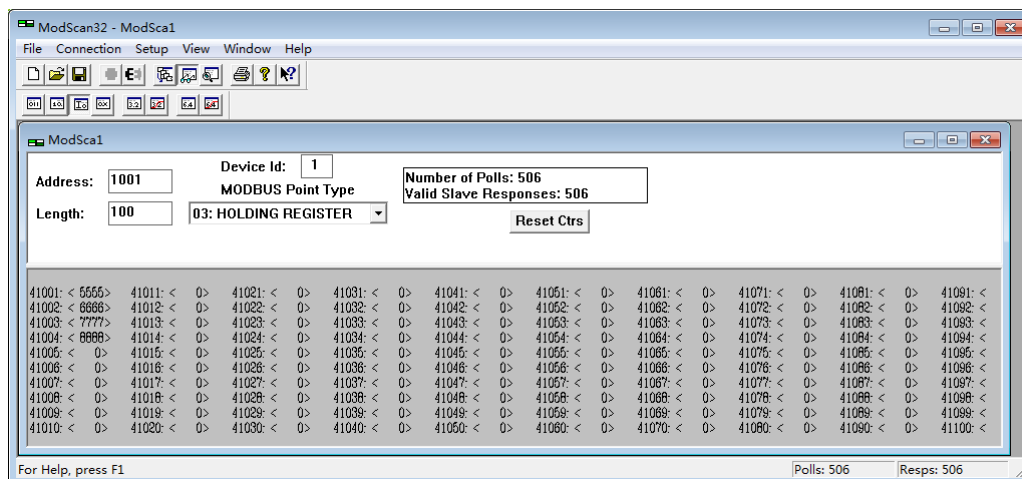 ModScan32 - ModSca1
File Connection Setup View Window Help
ModSca1
Device Id: 1
Address: 1001
MODBUS Point Type
Number of Polls: 506
Valid Slave Responses: 506
Length: 100
03: HOLDING REGISTER
Reset Ctrs
41001: < 5555> 41011: < 0> 41021: < 0> 41031: < 0> 41041: < 0> 41051: < 0> 41061: < 0> 41071: < 0> 41081: < 0> 41091: <
41002: < 6666> 41012: < 0> 41022: < 0> 41032: < 0> 41042: < 0> 41052: < 0> 41062: < 0> 41072: < 0> 41082: < 0> 41092: <
41003: < 7777> 41013: < 0> 41023: < 0> 41033: < 0> 41043: < 0> 41053: < 0> 41063: < 0> 41073: < 0> 41083: < 0> 41093: <
41004: < 8888> 41014: < 0> 41024: < 0> 41034: < 0> 41044: < 0> 41054: < 0> 41064: < 0> 41074: < 0> 41084: < 0> 41094: <
41005: < 0> 41015: < 0> 41025: < 0> 41035: < 0> 41045: < 0> 41055: < 0> 41065: < 0> 41075: < 0> 41085: < 0> 41095: <
41006: < 0> 41016: < 0> 41026: < 0> 41036: < 0> 41046: < 0> 41056: < 0> 41066: < 0> 41076: < 0> 41086: < 0> 41096: <
41007: < 0> 41017: < 0> 41027: < 0> 41037: < 0> 41047: < 0> 41057: < 0> 41067: < 0> 41077: < 0> 41087: < 0> 41097: <
41008: < 0> 41018: < 0> 41028: < 0> 41038: < 0> 41048: < 0> 41058: < 0> 41068: < 0> 41078: < 0> 41088: < 0> 41098: <
41009: < 0> 41019: < 0> 41029: < 0> 41039: < 0> 41049: < 0> 41059: < 0> 41069: < 0> 41079: < 0> 41089: < 0> 41099: <
41010: < 0> 41020: < 0> 41030: < 0> 41040: < 0> 41050: < 0> 41060: < 0> 41070: < 0> 41080: < 0> 41090: < 0> 41100: <
For Help, press F1
Polls: 506
Resps: 506